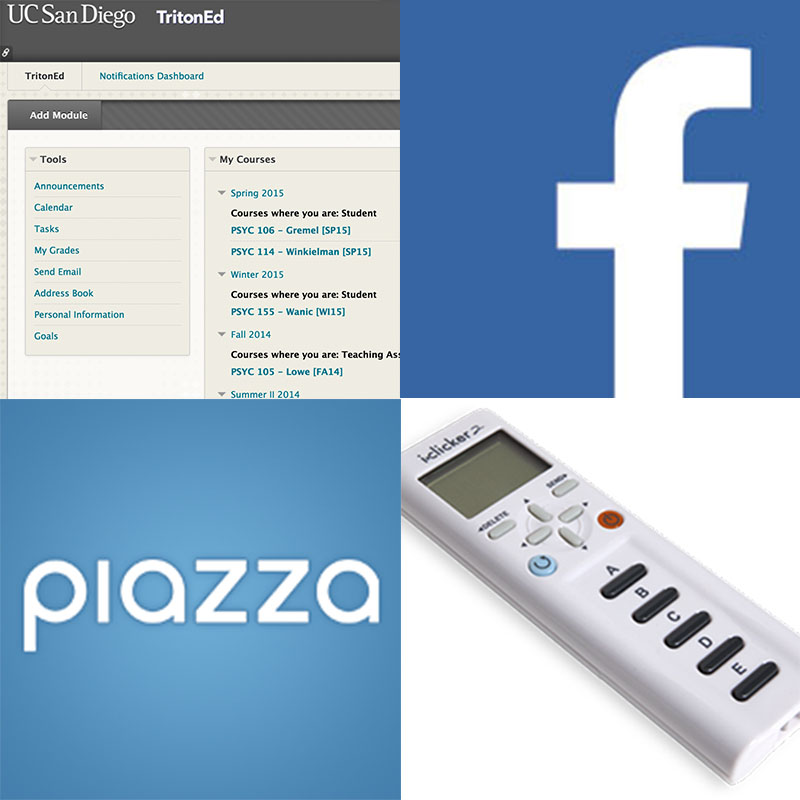 UC San Diego TritonEd
TritonEd Notifications Dashboard
Add Module
Tools
Announcements
Calendar
Tasks
My Grades
Send Email
Address Book
Personal Information
Goals
My Courses
Spring 2015
Courses where you are: Student
PSYC 106 – Gremel [SP15]
PSYC 114 – Winkielman [SP15]
Winter 2015
Courses where you are: Student
PSYC 155 – Wanic [WI15]
Fall 2014
Courses where you are: Teaching Ass
PSYC 105 – Lowe [FA14]
Summer II 2014
f
piazza
i>clicker 2
SEND
DELETE
A
B
C
D
E